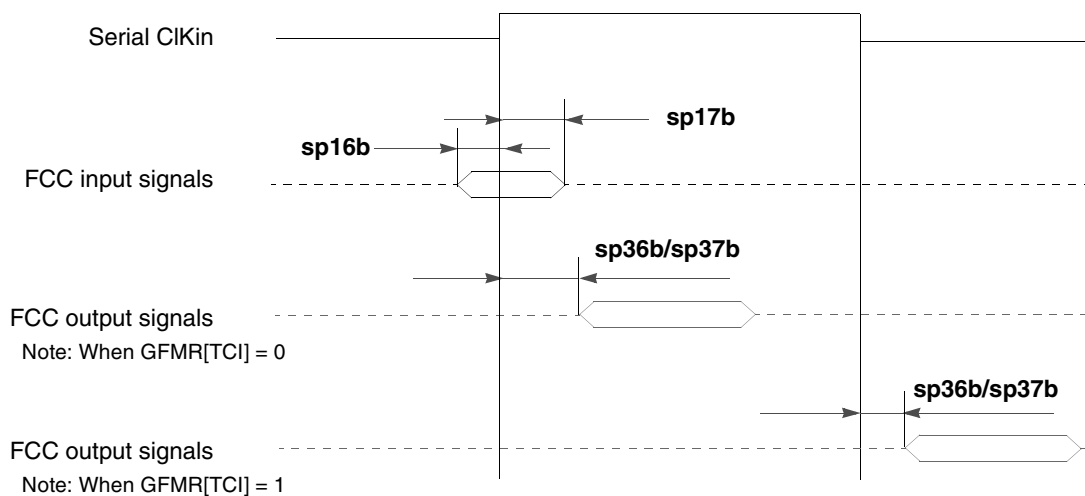 Serial ClKin
sp17b
sp16b
FCC input signals
sp36b/sp37b
FCC output signals
Note: When GFMR[TCI] = 0
sp36b/sp37b
FCC output signals
Note: When GFMR[TCI] = 1